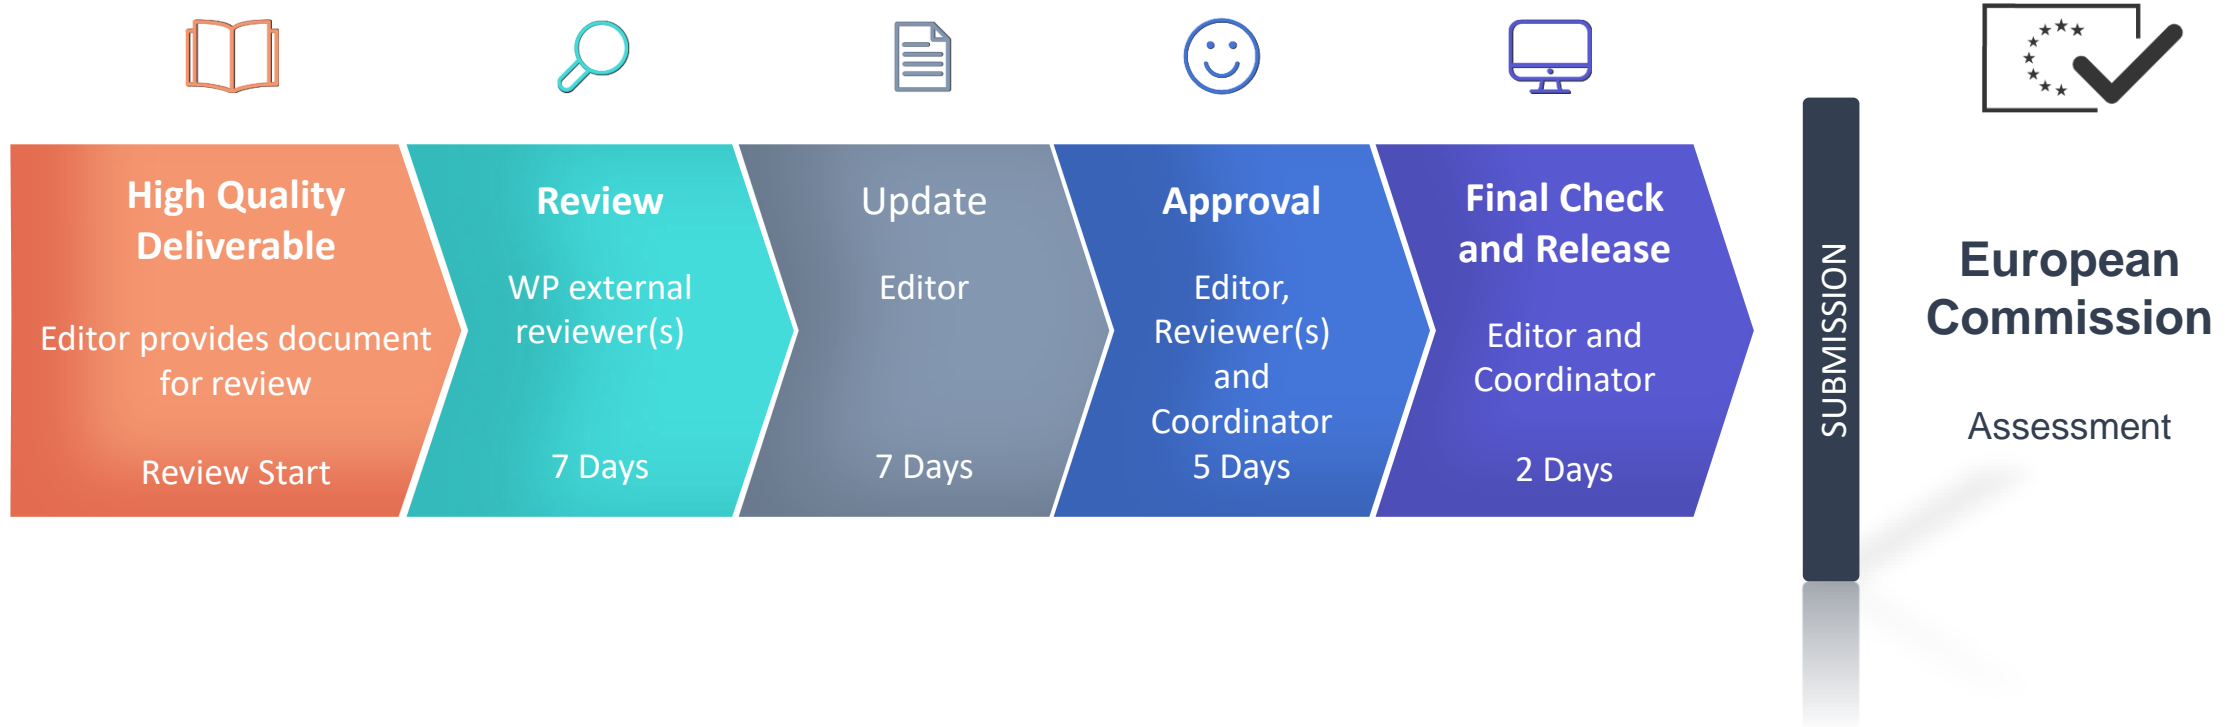 High Quality
Deliverable
Editor provides document
for review
Review Start
Review
WP external
reviewer(s)
7 Days
Update
Editor
7 Days
Approval
Editor,
Reviewer(s)
and
Coordinator
5 Days
Final Check
and Release
Editor and
Coordinator
2 Days
SUBMISSION
European
Commission
Assessment